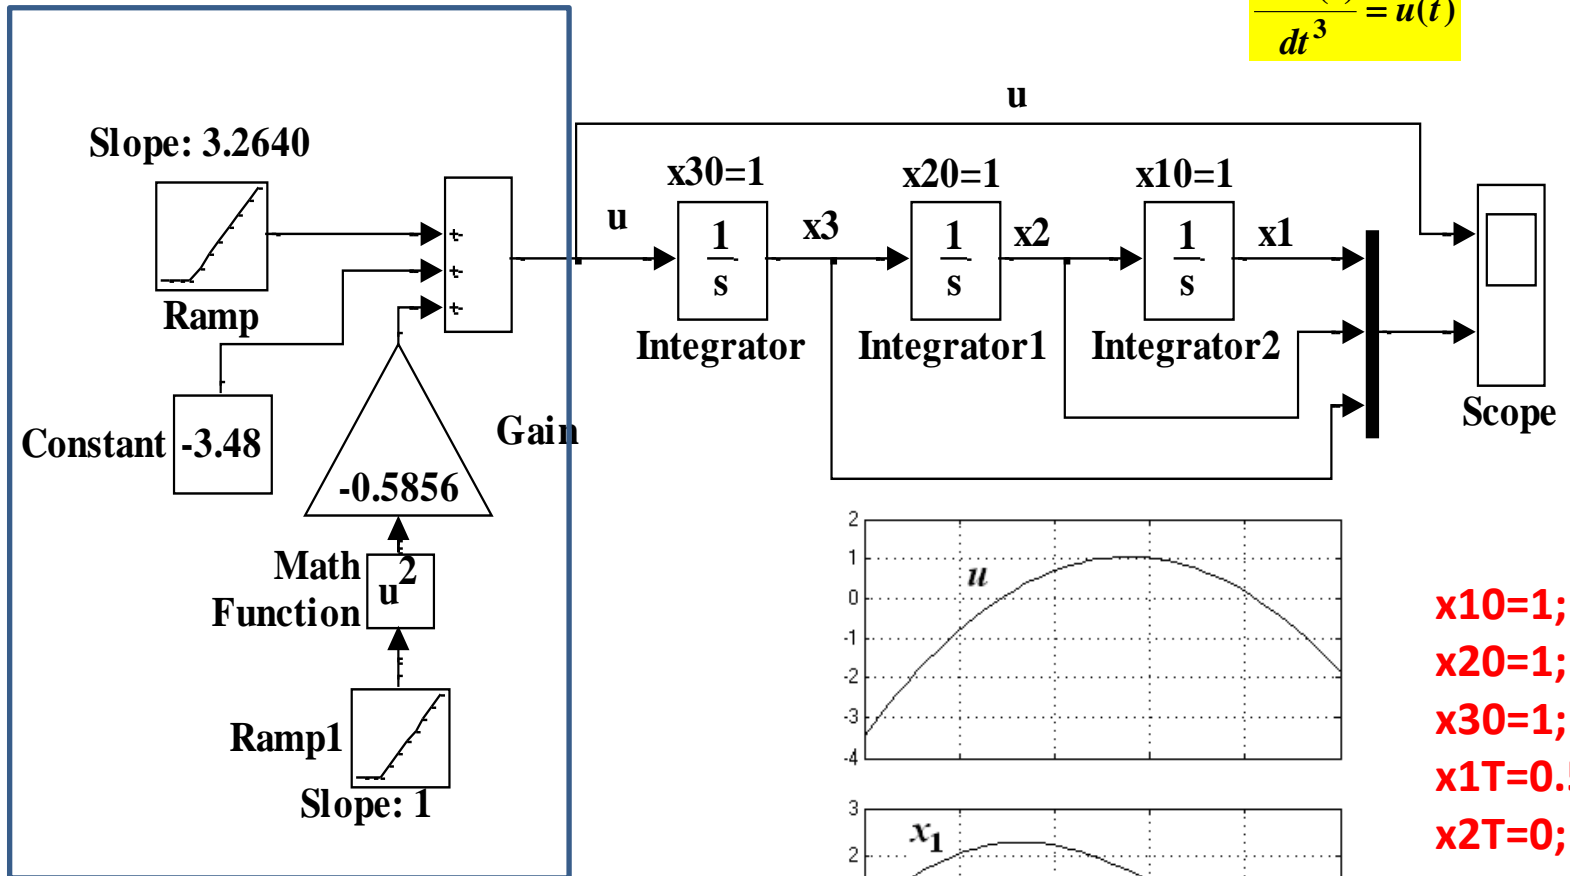 dt³ = u(t)
u
Slope: 3.2640
x30=1
x20=1
x10=1
u
x3
x2
x1
+
+
+
1
s
1
s
1
s
Ramp
Integrator
Integrator1
Integrator2
Scope
Constant
-3.48
Gain
-0.5856
Math
Function
u²
Ramp1
Slope: 1
2
1
0
-1
-2
-3
-4
u
3
2
x₁
x10=1;
x20=1;
x30=1;
x1T=0.
x2T=0;